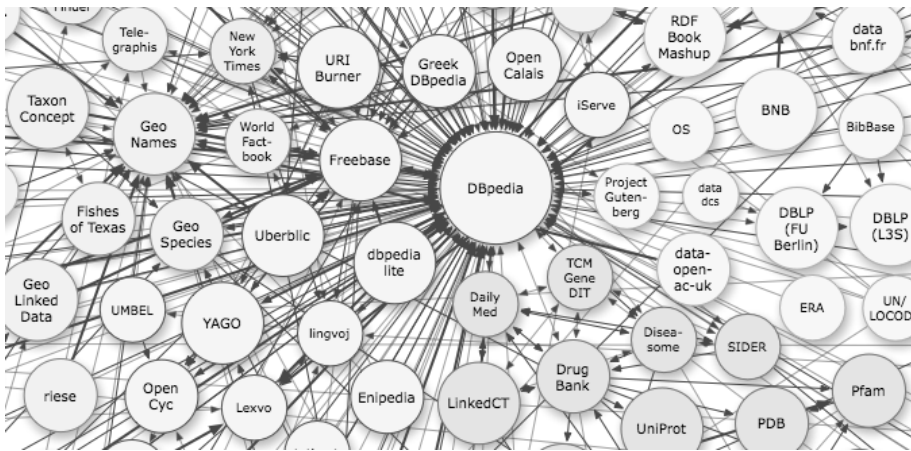 Tele-
graphis
New
York
Times
URI
Burner
Greek
DBpedia
Open
Calais
RDF
Book
Mashup
data
bnf.fr
Taxon
Concept
Geo
Names
World
Fact-
book
Freebase
iServe
OS
BNB
BibBase
DBpedia
Project
Guten-
berg
data
dcs
Fishes
of Texas
Geo
Species
Uberblic
dbpedia
lite
DBLP
(FU
Berlin)
DBLP
(L3S)
TCM
Gene
DIT
data-
open-
ac-uk
Geo
Linked
Data
UMBEL
YAGO
lingvoj
Daily
Med
Disea-
some
SIDER
ERA
UN/
LOCOD
riese
Open
Cyc
Lexvo
Enipedia
LinkedCT
Drug
Bank
UniProt
PDB
Pfam